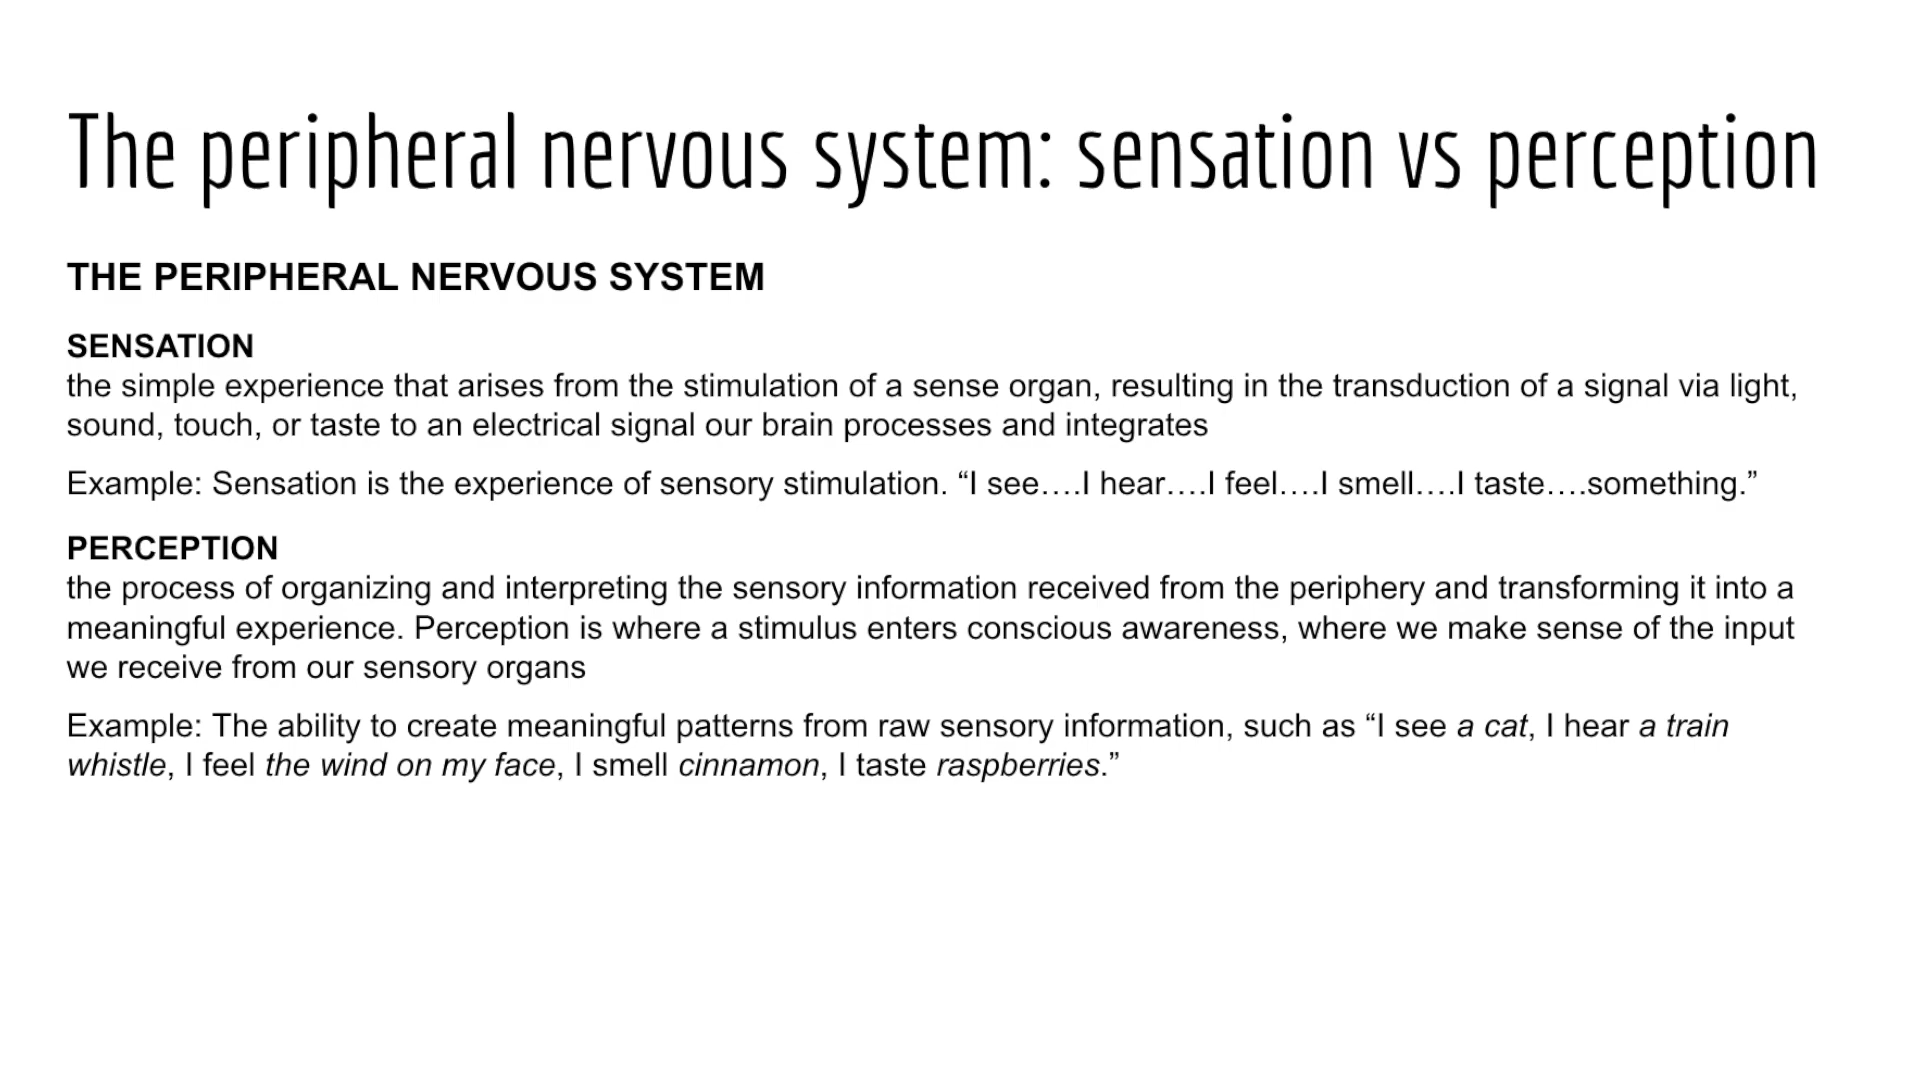 The peripheral nervous system: sensation vs perception
THE PERIPHERAL NERVOUS SYSTEM
SENSATION
the simple experience that arises from the stimulation of a sense organ, resulting in the transduction of a signal via light,
sound, touch, or taste to an electrical signal our brain processes and integrates
Example: Sensation is the experience of sensory stimulation. “I see….I hear….I feel….I smell….I taste….something.”
PERCEPTION
the process of organizing and interpreting the sensory information received from the periphery and transforming it into a
meaningful experience. Perception is where a stimulus enters conscious awareness, where we make sense of the input
we receive from our sensory organs
Example: The ability to create meaningful patterns from raw sensory information, such as “I see a cat, I hear a train
whistle, I feel the wind on my face, I smell cinnamon, I taste raspberries.”